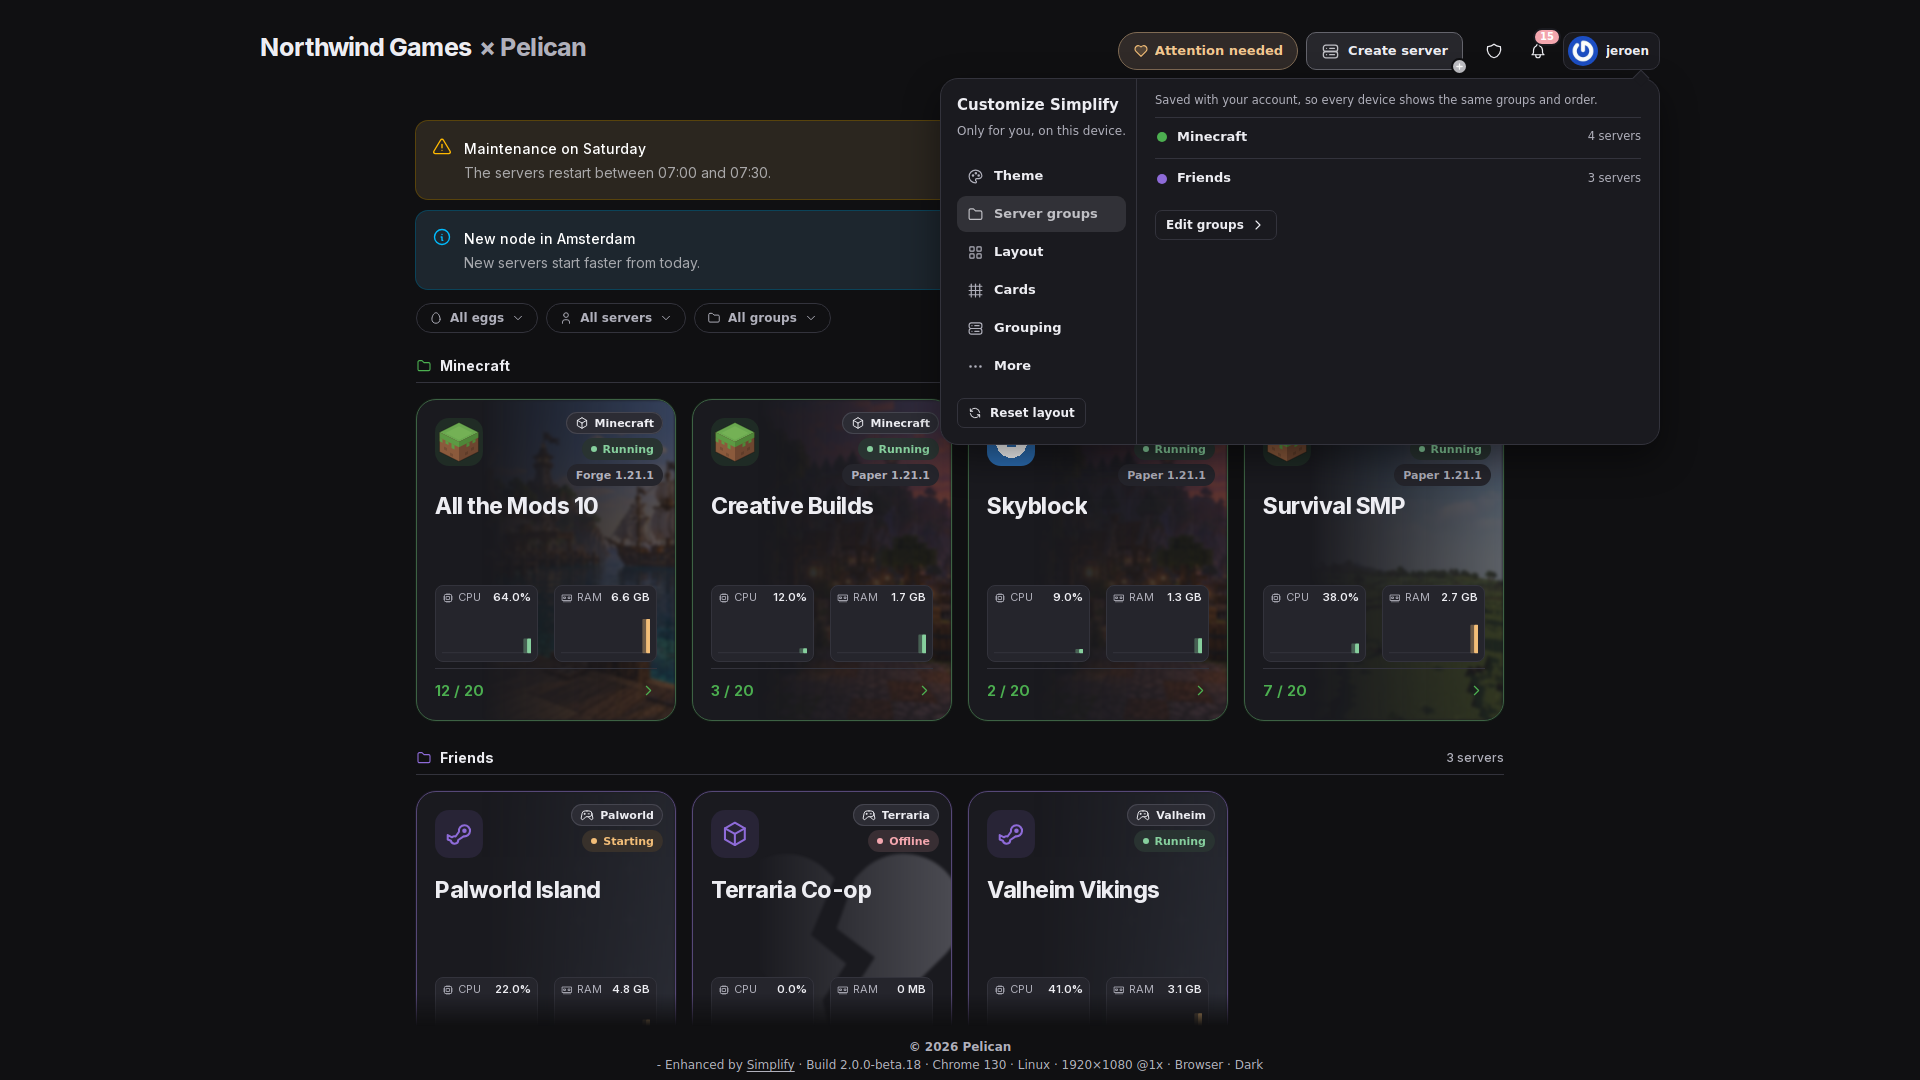 Northwind Games × Pelican
Attention needed
Create server
15
jeroen
Customize Simplify
Only for you, on this device.
Theme
Server groups
Layout
Cards
Grouping
More
Reset layout
Saved with your account, so every device shows the same groups and order.
Minecraft 4 servers
Friends 3 servers
Edit groups
Maintenance on Saturday
The servers restart between 07:00 and 07:30.
New node in Amsterdam
New servers start faster from today.
All eggs All servers All groups
Minecraft
Minecraft
Running
Forge 1.21.1
All the Mods 10
CPU 64.0% RAM 6.6 GB
12 / 20
Minecraft
Running
Paper 1.21.1
Creative Builds
CPU 12.0% RAM 1.7 GB
3 / 20
Running
Paper 1.21.1
Skyblock
CPU 9.0% RAM 1.3 GB
2 / 20
Running
Paper 1.21.1
Survival SMP
CPU 38.0% RAM 2.7 GB
7 / 20
Friends 3 servers
Palworld
Starting
Palworld Island
CPU 22.0% RAM 4.8 GB
Terraria
Offline
Terraria Co-op
CPU 0.0% RAM 0 MB
Valheim
Running
Valheim Vikings
CPU 41.0% RAM 3.1 GB
© 2026 Pelican
- Enhanced by Simplify · Build 2.0.0-beta.18 · Chrome 130 · Linux · 1920×1080 @1x · Browser · Dark